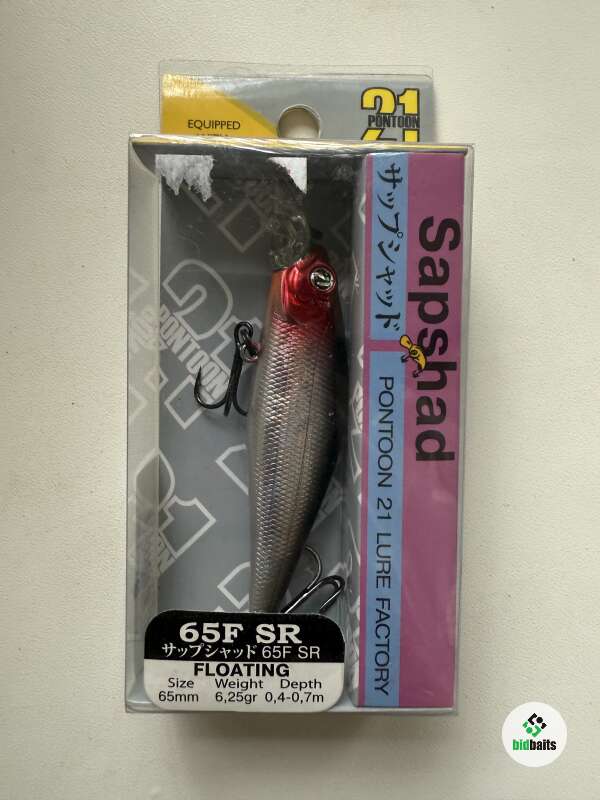 EQUIPPED
21
PONTOON
サップシャッド
Sapshad
PONTOON 21 LURE FACTORY
21
PONTOON
65F SR
サップシャッド 65F SR
FLOATING
Size Weight Depth
65mm 6,25gr 0,4-0,7m
bidbaits